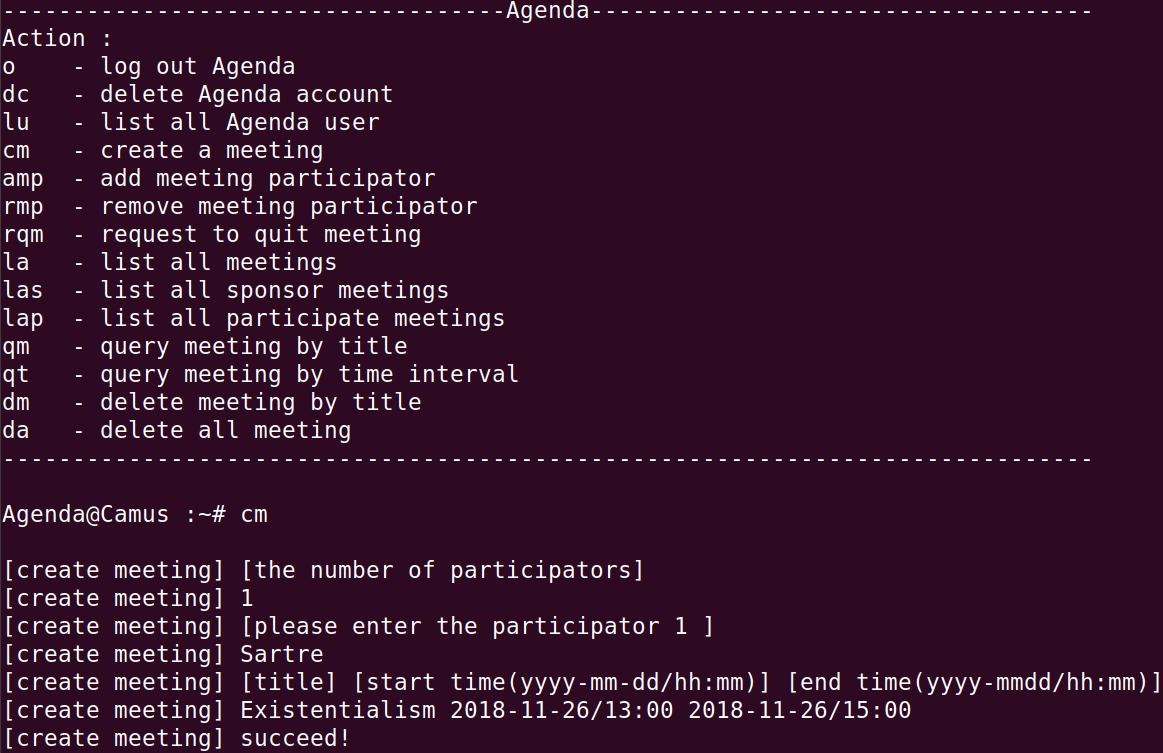 ------------------------------------Agenda------------------------------------
Action :
o    - log out Agenda
dc   - delete Agenda account
lu   - list all Agenda user
cm   - create a meeting
amp  - add meeting participator
rmp  - remove meeting participator
rqm  - request to quit meeting
la   - list all meetings
las  - list all sponsor meetings
lap  - list all participate meetings
qm   - query meeting by title
qt   - query meeting by time interval
dm   - delete meeting by title
da   - delete all meeting
------------------------------------------------------------------------------
Agenda@Camus :~# cm
[create meeting] [the number of participators]
[create meeting] 1
[create meeting] [please enter the participator 1 ]
[create meeting] Sartre
[create meeting] [title] [start time(yyyy-mm-dd/hh:mm)] [end time(yyyy-mmdd/hh:mm)]
[create meeting] Existentialism 2018-11-26/13:00 2018-11-26/15:00
[create meeting] succeed!